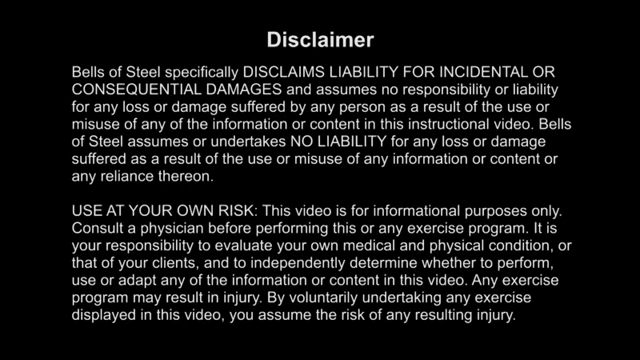 Disclaimer
Bells of Steel specifically DISCLAIMS LIABILITY FOR INCIDENTAL OR
CONSEQUENTIAL DAMAGES and assumes no responsibility or liability
for any loss or damage suffered by any person as a result of the use or
misuse of any of the information or content in this instructional video. Bells
of Steel assumes or undertakes NO LIABILITY for any loss or damage
suffered as a result of the use or misuse of any information or content or
any reliance thereon.
USE AT YOUR OWN RISK: This video is for informational purposes only.
Consult a physician before performing this or any exercise program. It is
your responsibility to evaluate your own medical and physical condition, or
that of your clients, and to independently determine whether to perform,
use or adapt any of the information or content in this video. Any exercise
program may result in injury. By voluntarily undertaking any exercise
displayed in this video, you assume the risk of any resulting injury.